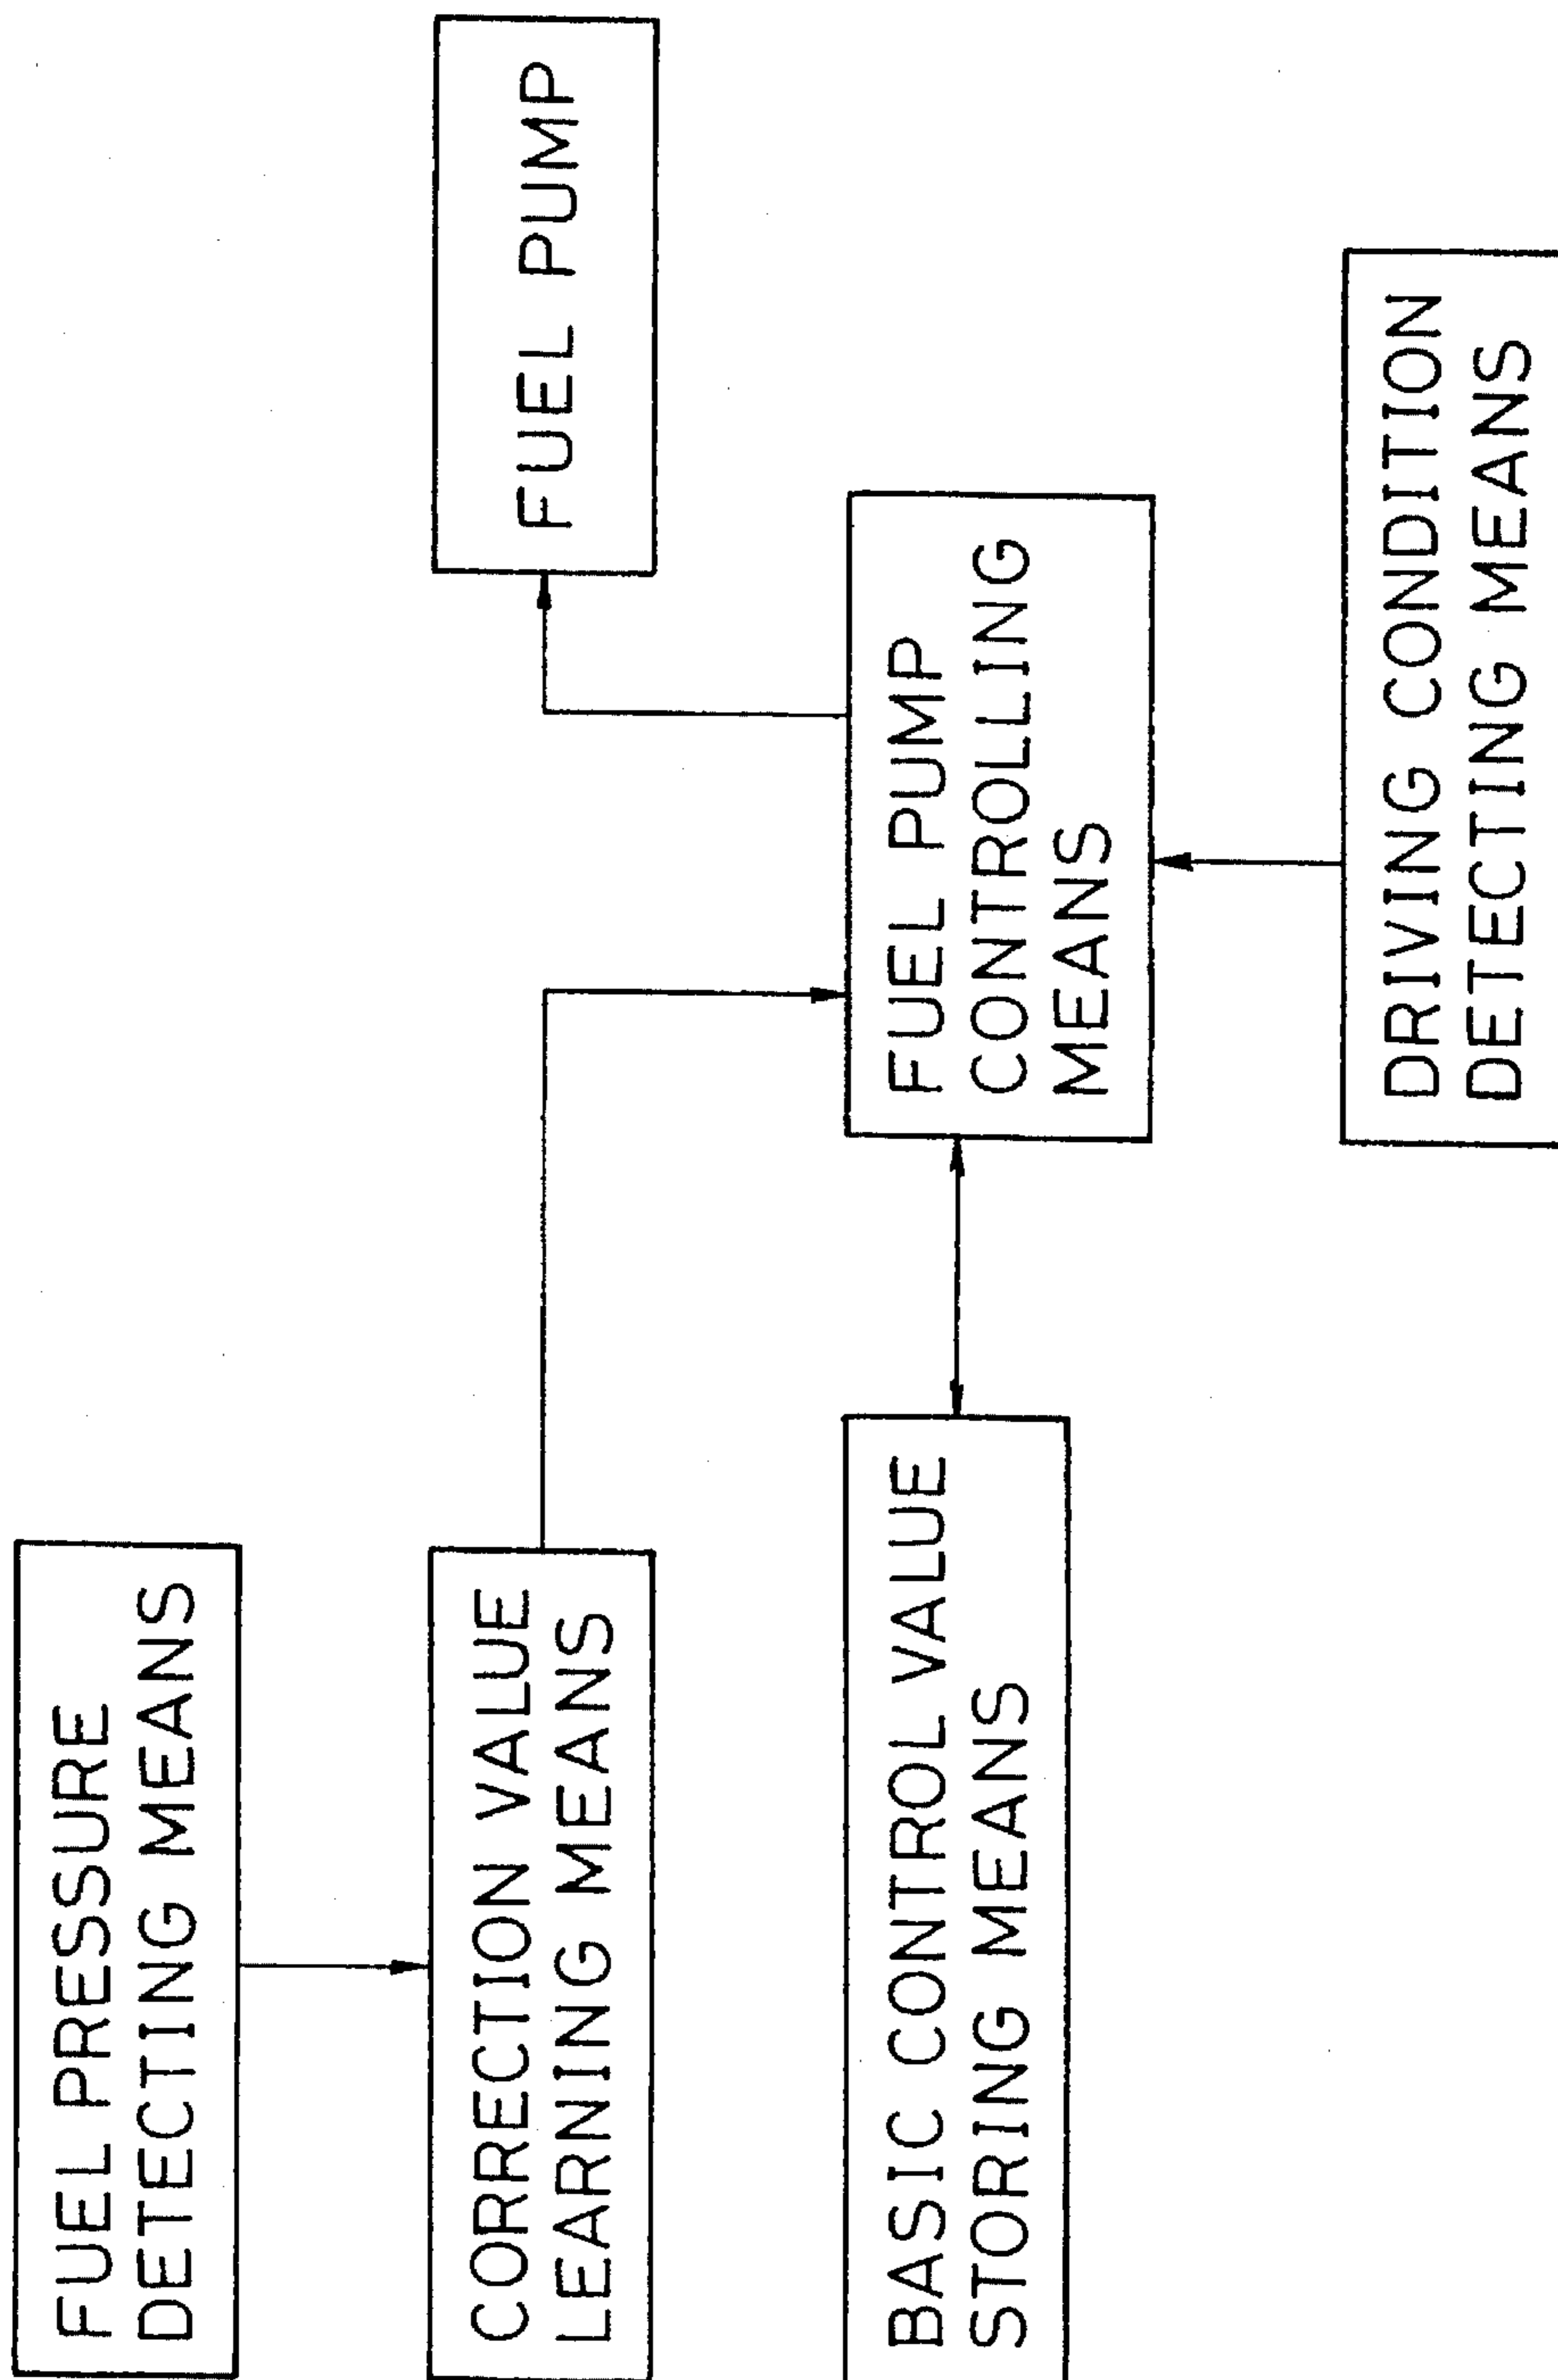 FUEL PRESSURE
DETECTING MEANS
CORRECTION VALUE
LEARNING MEANS
FUEL PUMP
BASIC CONTROL VALUE
STORING MEANS
FUEL PUMP
CONTROLLING
MEANS
DRIVING CONDITION
DETECTING MEANS